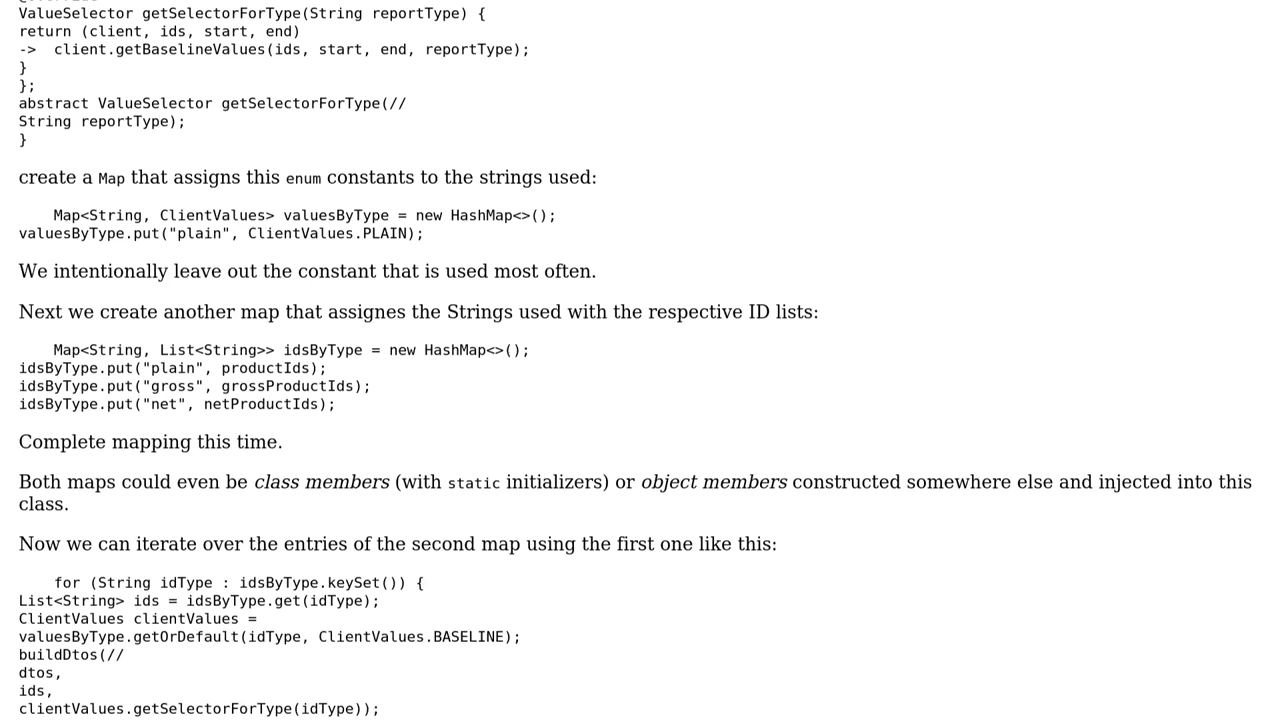 ValueSelector getSelectorForType(String reportType) {
return (client, ids, start, end)
->  client.getBaselineValues(ids, start, end, reportType);
}
};
abstract ValueSelector getSelectorForType(//
String reportType);
}
create a Map that assigns this enum constants to the strings used:
Map<String, ClientValues> valuesByType = new HashMap<>();
valuesByType.put("plain", ClientValues.PLAIN);
We intentionally leave out the constant that is used most often.
Next we create another map that assignes the Strings used with the respective ID lists:
Map<String, List<String>> idsByType = new HashMap<>();
idsByType.put("plain", productIds);
idsByType.put("gross", grossProductIds);
idsByType.put("net", netProductIds);
Complete mapping this time.
Both maps could even be class members (with static initializers) or object members constructed somewhere else and injected into this
class.
Now we can iterate over the entries of the second map using the first one like this:
for (String idType : idsByType.keySet()) {
List<String> ids = idsByType.get(idType);
ClientValues clientValues =
valuesByType.getOrDefault(idType, ClientValues.BASELINE);
buildDtos(//
dtos,
ids,
clientValues.getSelectorForType(idType));